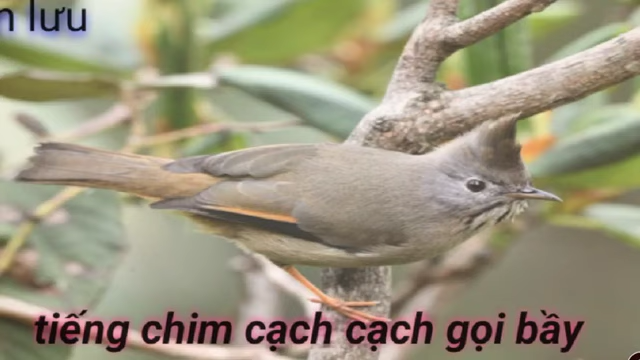 lưu
tiếng chim cạch cạch gọi bầy